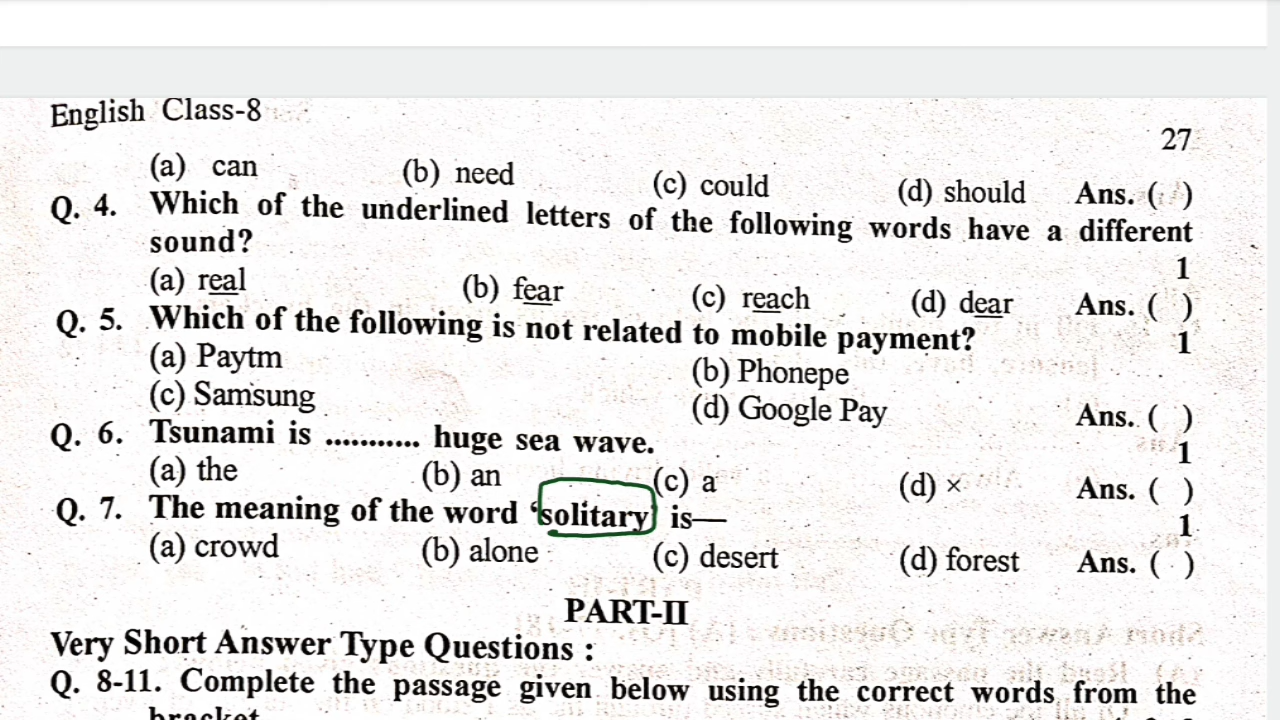 English Class-8
27
(a) can (b) need (c) could (d) should Ans. ( )
Q. 4. Which of the underlined letters of the following words have a different
sound?
1
(a) real (b) fear (c) reach (d) dear Ans. ( )
Q. 5. Which of the following is not related to mobile payment?
1
(a) Paytm (b) Phonepe
(c) Samsung (d) Google Pay Ans. ( )
Q. 6. Tsunami is ........... huge sea wave.
1
(a) the (b) an (c) a (d) × Ans. ( )
Q. 7. The meaning of the word 'solitary' is—
1
(a) crowd (b) alone (c) desert (d) forest Ans. ( )
PART-II
Very Short Answer Type Questions :
Q. 8-11. Complete the passage given below using the correct words from the
bracket.